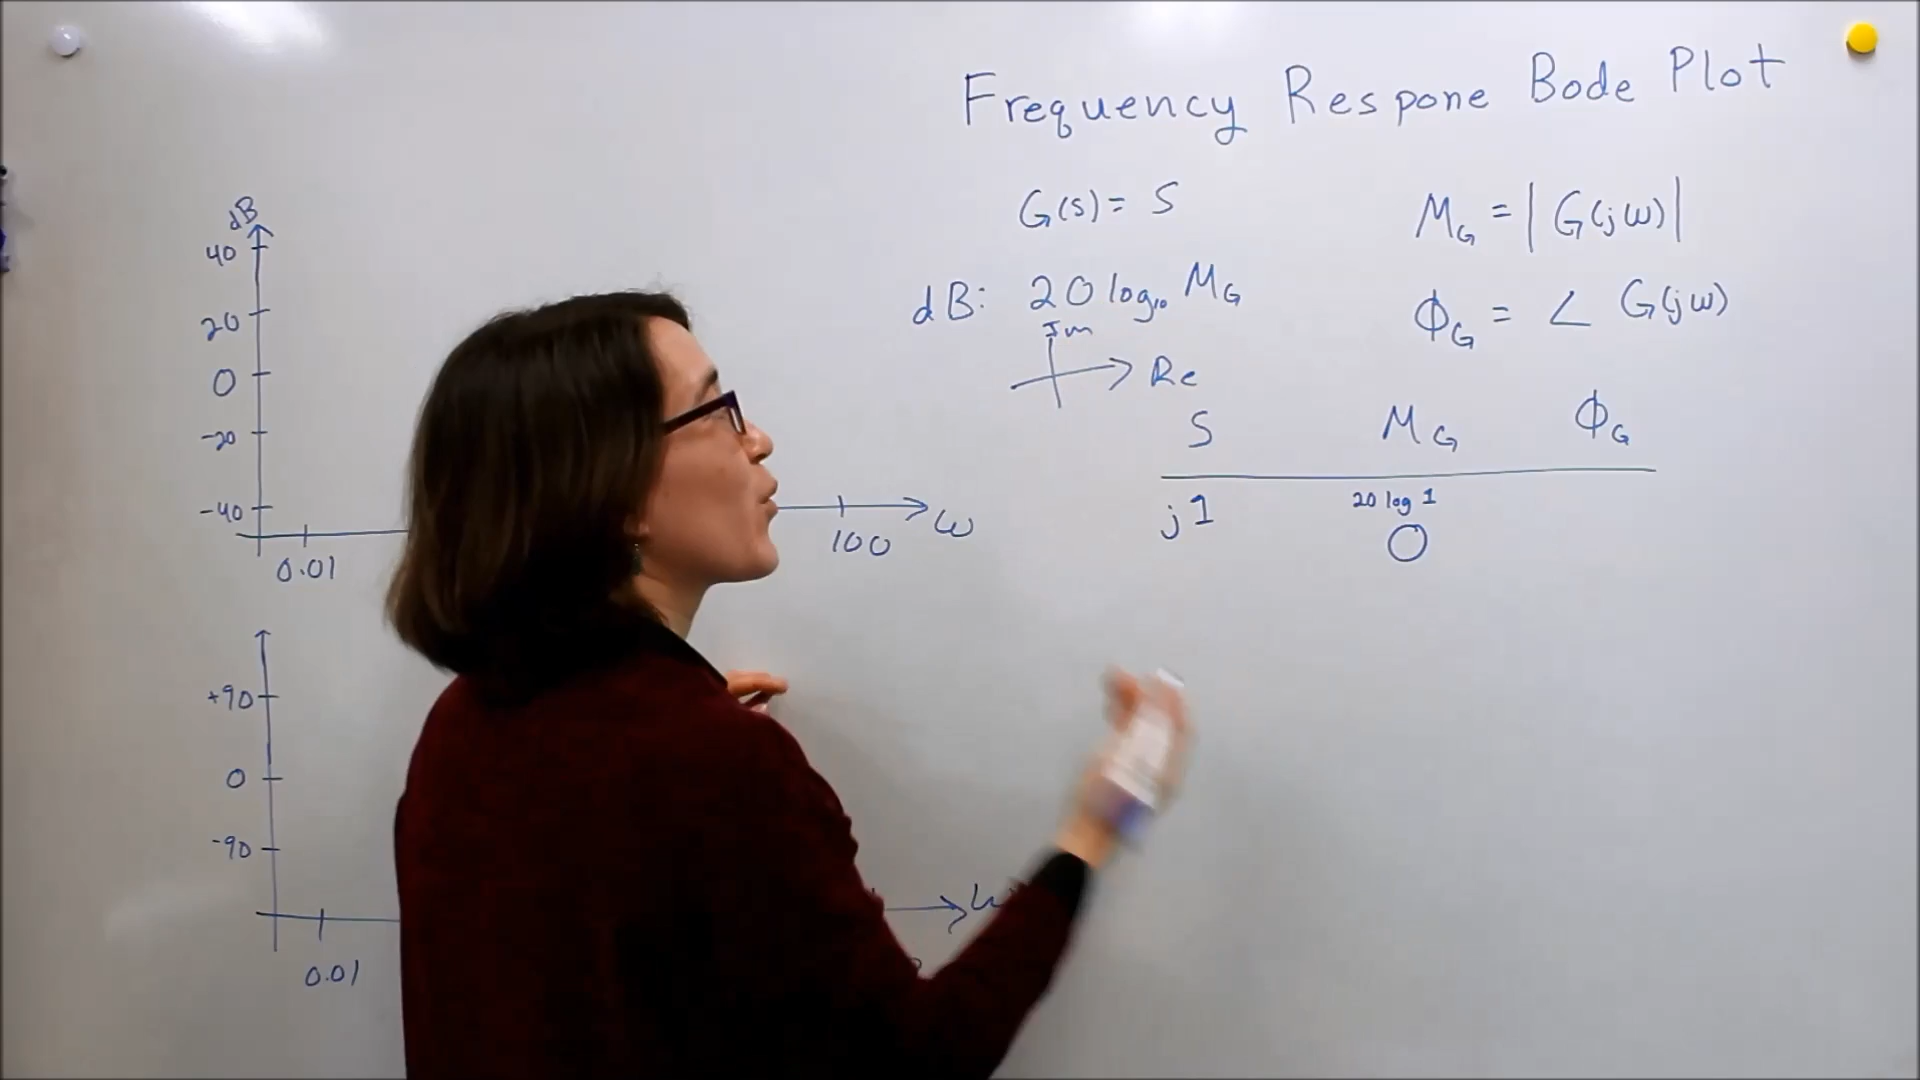 Frequency Respone Bode Plot
G(s) = S
M_G = | G(jω)|
dB: 20 log₁₀ M_G
Φ_G = ∠ G(jω)
Im
Re
S M_G Φ_G
j1 20 log 1
0
dB
40
20
0
-20
-40
0.01 100 ω
+90
0
-90
0.01